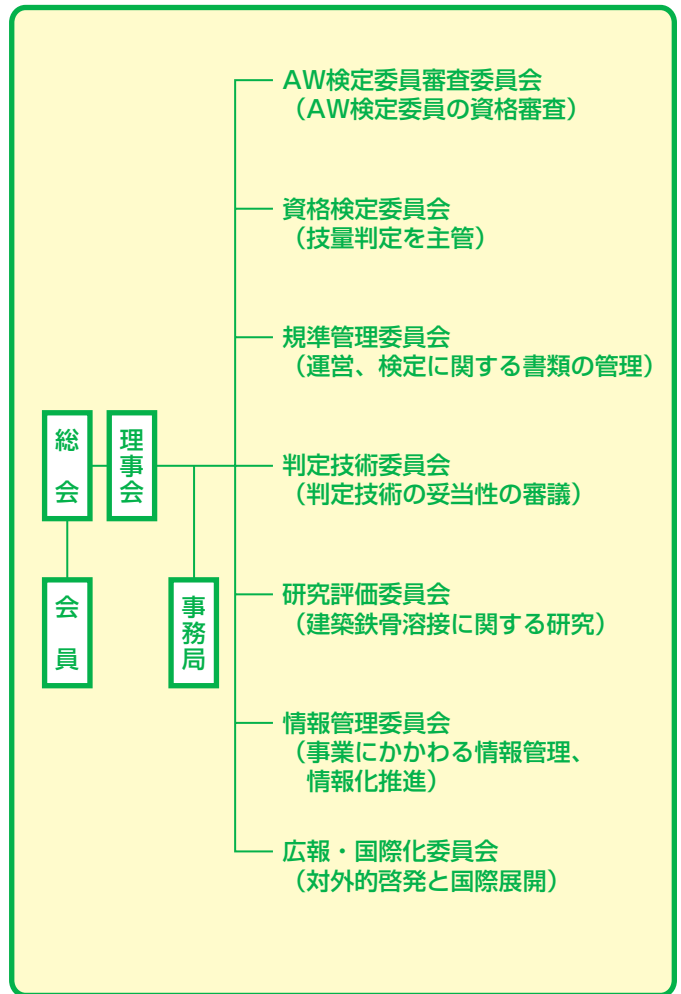 AW検定委員審査委員会
（AW検定委員の資格審査）
資格検定委員会
（技量判定を主管）
規準管理委員会
（運営、検定に関する書類の管理）
総会
理事会
判定技術委員会
（判定技術の妥当性の審議）
会員
事務局
研究評価委員会
（建築鉄骨溶接に関する研究）
情報管理委員会
（事業にかかわる情報管理、
情報化推進）
広報・国際化委員会
（対外的啓発と国際展開）